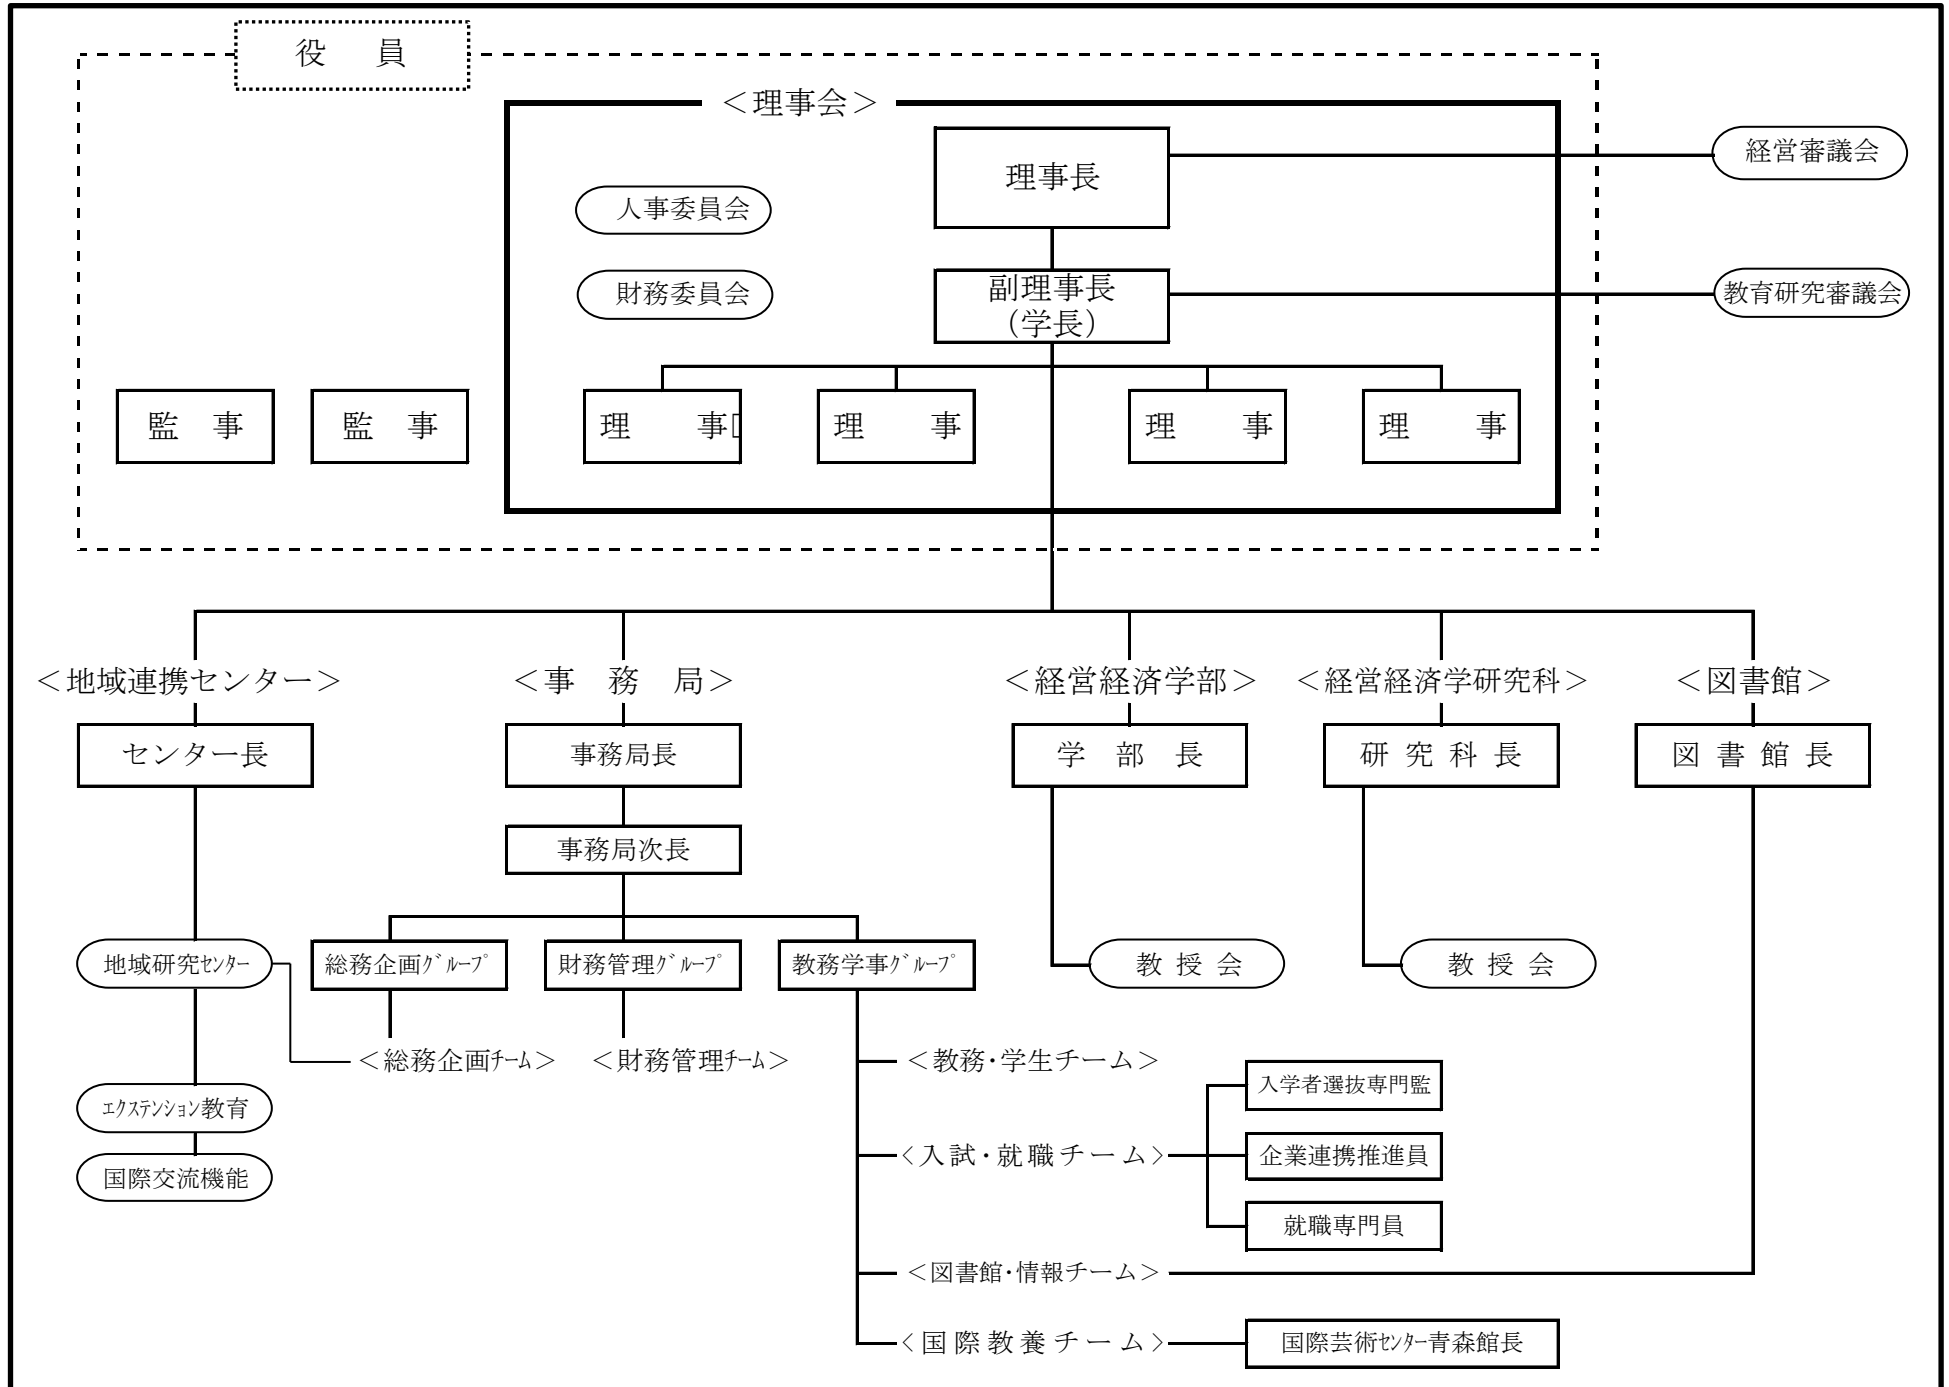 役　員
＜理事会＞
理事長
経営審議会
人事委員会
財務委員会
副理事長
（学長）
教育研究審議会
監　事
監　事
理　　事
理　　事
理　　事
理　　事
＜地域連携センター＞
＜事　務　局＞
＜経営経済学部＞
＜経営経済学研究科＞
＜図書館＞
センター長
事務局長
学　部　長
研 究 科 長
図 書 館 長
事務局次長
地域研究ｾﾝﾀｰ
総務企画ｸﾞﾙｰﾌﾟ
財務管理ｸﾞﾙｰﾌﾟ
教務学事ｸﾞﾙｰﾌﾟ
教 授 会
教 授 会
＜総務企画ﾁｰﾑ＞
＜財務管理ﾁｰﾑ＞
＜教務・学生チーム＞
入学者選抜専門監
ｴｸｽﾃﾝｼｮﾝ教育
＜入試・就職チーム＞
企業連携推進員
国際交流機能
就職専門員
＜図書館・情報チーム＞
＜国際教養チーム＞
国際芸術ｾﾝﾀｰ青森館長